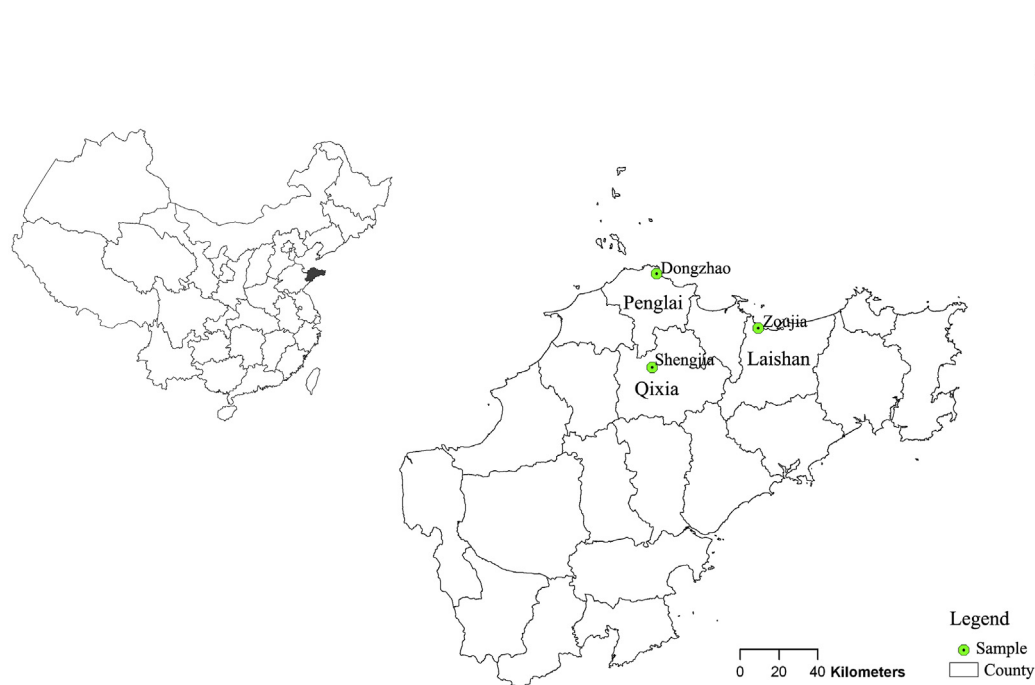 Dongzhao
Penglai
Zoujia
Shengjia
Laishan
Qixia
Legend
Sample
County
0 20 40 Kilometers